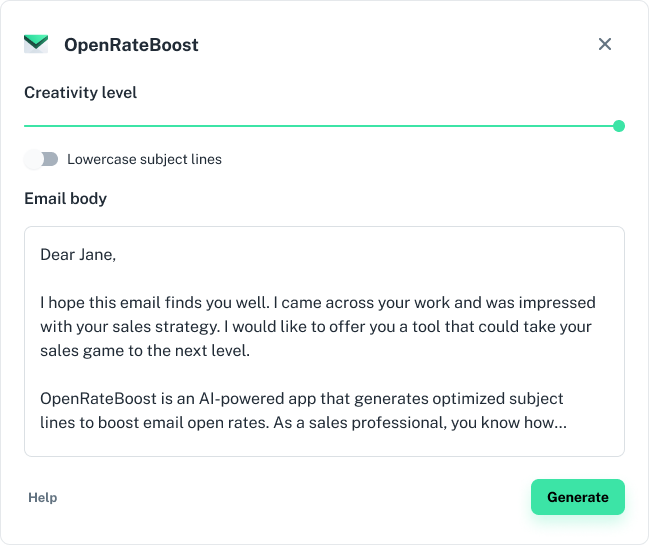 OpenRateBoost
Creativity level
Lowercase subject lines
Email body
Dear Jane,
I hope this email finds you well. I came across your work and was impressed
with your sales strategy. I would like to offer you a tool that could take your
sales game to the next level.
OpenRateBoost is an AI-powered app that generates optimized subject
lines to boost email open rates. As a sales professional, you know how...
Help
Generate